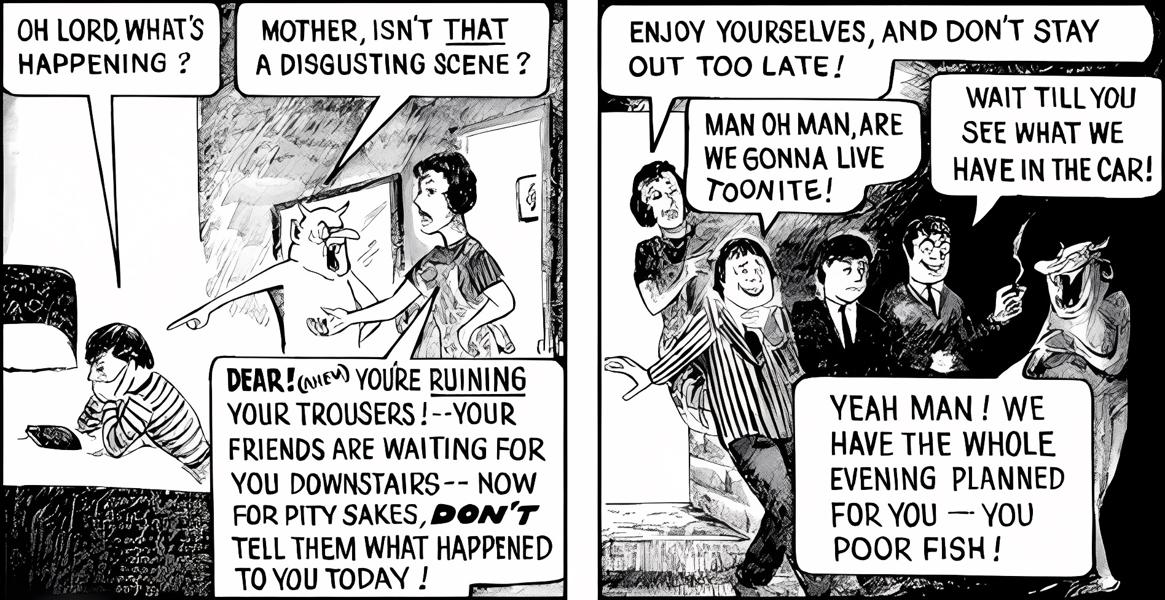 OH LORD, WHAT'S
HAPPENING ?
MOTHER, ISN'T THAT
A DISGUSTING SCENE ?
DEAR! (AHEM) YOU'RE RUINING
YOUR TROUSERS ! -- YOUR
FRIENDS ARE WAITING FOR
YOU DOWNSTAIRS -- NOW
FOR PITY SAKES, DON'T
TELL THEM WHAT HAPPENED
TO YOU TODAY !
ENJOY YOURSELVES, AND DON'T STAY
OUT TOO LATE !
MAN OH MAN, ARE
WE GONNA LIVE
TOONITE !
WAIT TILL YOU
SEE WHAT WE
HAVE IN THE CAR!
YEAH MAN ! WE
HAVE THE WHOLE
EVENING PLANNED
FOR YOU — YOU
POOR FISH !